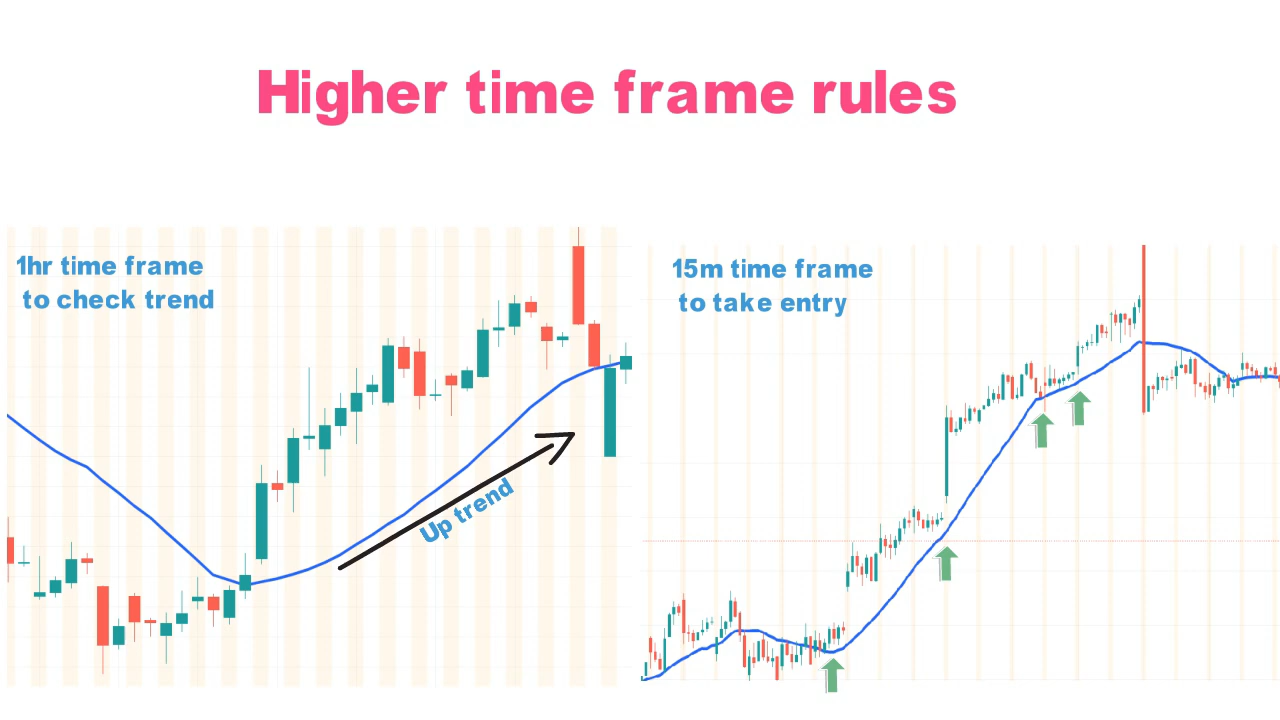 Higher time frame rules
1hr time frame
to check trend
Up trend
15m time frame
to take entry